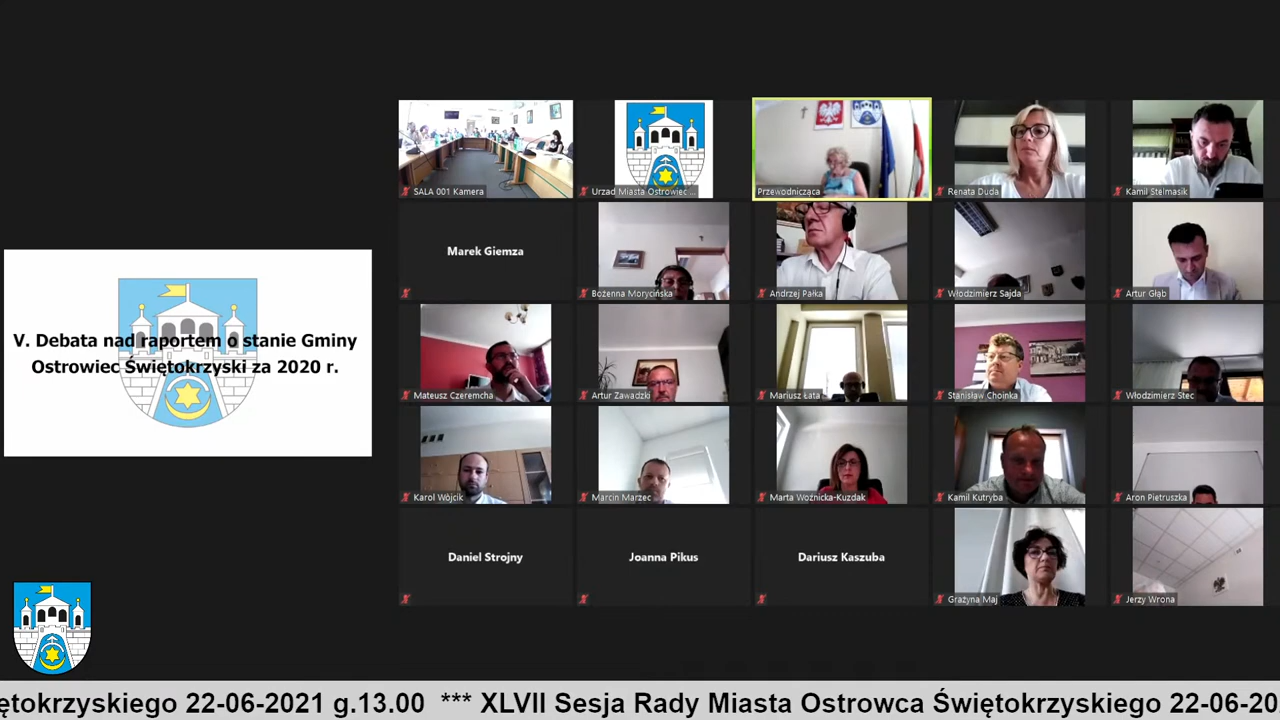 SALA 001 Kamera
Urzad Miasta Ostrowiec ...
Przewodnicząca
Renata Duda
Kamil Stelmasik
Marek Giemza
Bożenna Morycińska
Andrzej Pałka
Włodzimierz Sajda
Artur Głąb
V. Debata nad raportem o stanie Gminy
Ostrowiec Świętokrzyski za 2020 r.
Mateusz Czeremcha
Artur Zawadzki
Mariusz Łata
Stanisław Choinka
Włodzimierz Stec
Karol Wójcik
Marcin Marzec
Marta Woźnicka-Kuzdak
Kamil Kutryba
Aron Pietruszka
Daniel Strojny
Joanna Pikus
Dariusz Kaszuba
Grażyna Maj
Jerzy Wrona
ętokrzyskiego 22-06-2021 g.13.00 *** XLVII Sesja Rady Miasta Ostrowca Świętokrzyskiego 22-06-20